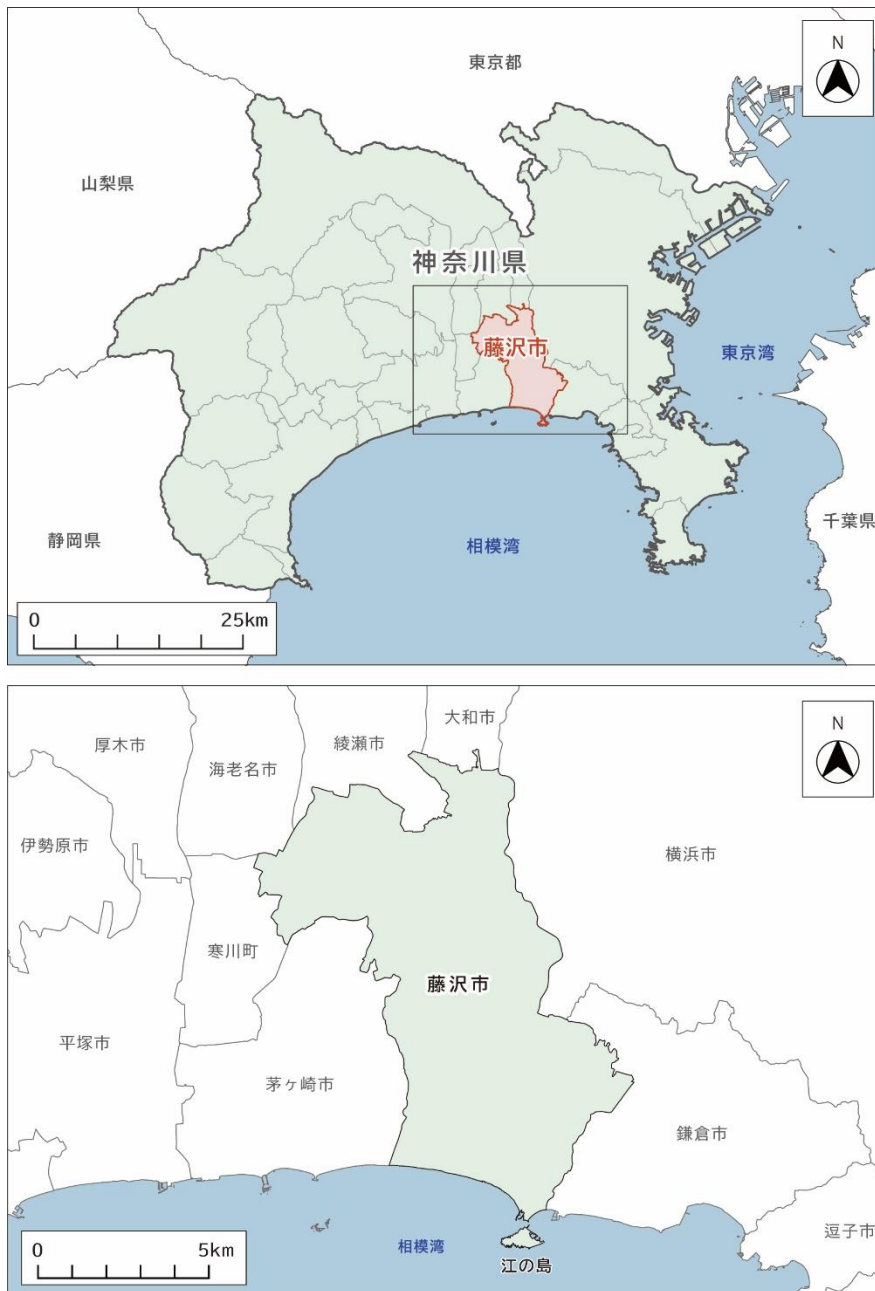 東京都
N
山梨県
神奈川県
藤沢市
東京湾
千葉県
静岡県
相模湾
0 25km
大和市
N
厚木市
綾瀬市
海老名市
伊勢原市
横浜市
寒川町
藤沢市
平塚市
茅ヶ崎市
鎌倉市
逗子市
0 5km
相模湾
江の島